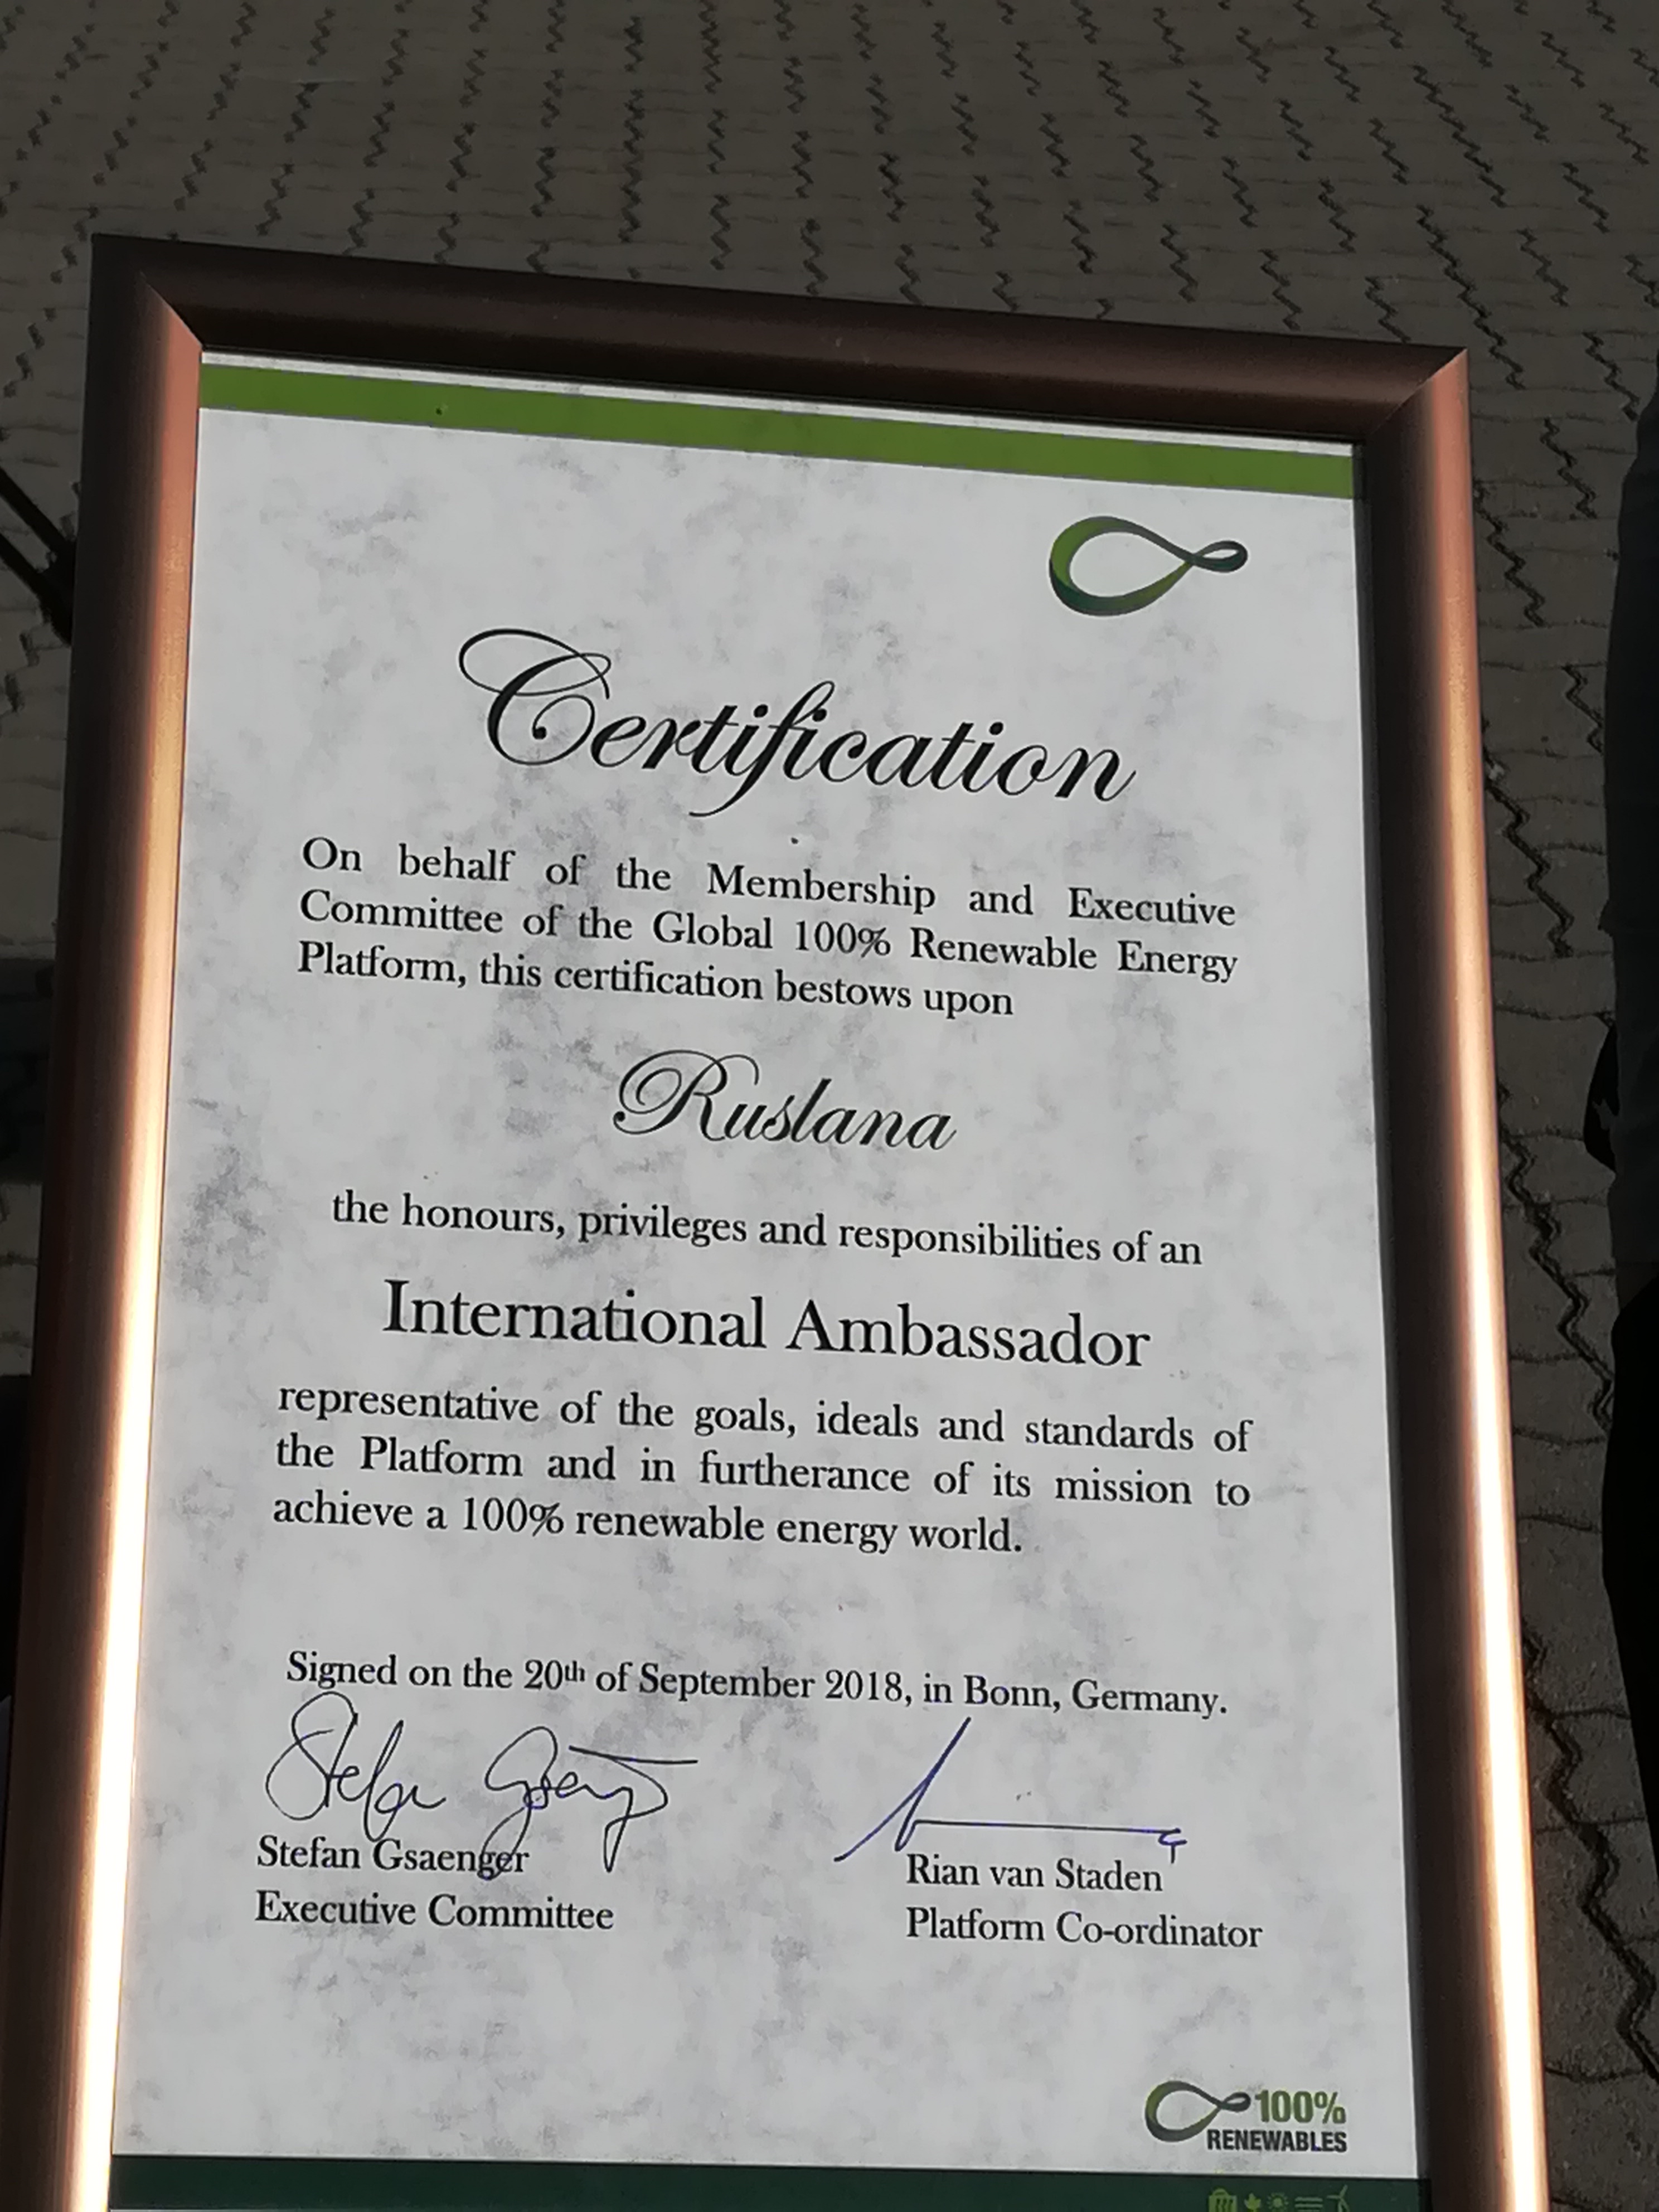 Certification
On behalf of the Membership and Executive
Committee of the Global 100% Renewable Energy
Platform, this certification bestows upon
Ruslana
the honours, privileges and responsibilities of an
International Ambassador
representative of the goals, ideals and standards of
the Platform and in furtherance of its mission to
achieve a 100% renewable energy world.
Signed on the 20th of September 2018, in Bonn, Germany.
Stefan Gsaenger
Stefan Gsaenger
Rian van Staden
Executive Committee
Platform Co-ordinator
100%
RENEWABLES